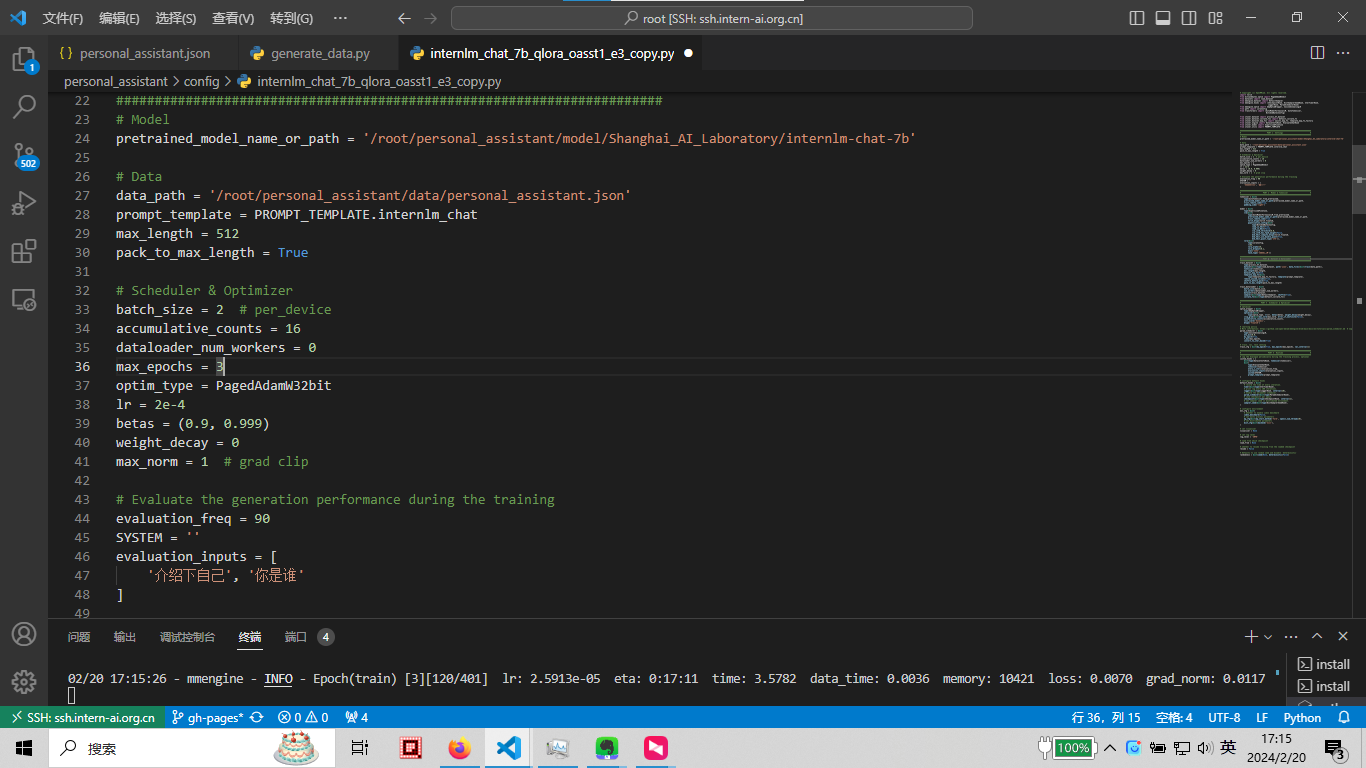 文件(F) 编辑(E) 选择(S) 查看(V) 转到(G) ··· root [SSH: ssh.intern-ai.org.cn]
personal_assistant.json generate_data.py internlm_chat_7b_qlora_oasst1_e3_copy.py
personal_assistant > config > internlm_chat_7b_qlora_oasst1_e3_copy.py
22 #######################################################################
23 # Model
24 pretrained_model_name_or_path = '/root/personal_assistant/model/Shanghai_AI_Laboratory/internlm-chat-7b'
25
26 # Data
27 data_path = '/root/personal_assistant/data/personal_assistant.json'
28 prompt_template = PROMPT_TEMPLATE.internlm_chat
29 max_length = 512
30 pack_to_max_length = True
31
32 # Scheduler & Optimizer
33 batch_size = 2  # per_device
34 accumulative_counts = 16
35 dataloader_num_workers = 0
36 max_epochs = 3
37 optim_type = PagedAdamW32bit
38 lr = 2e-4
39 betas = (0.9, 0.999)
40 weight_decay = 0
41 max_norm = 1  # grad clip
42
43 # Evaluate the generation performance during the training
44 evaluation_freq = 90
45 SYSTEM = ''
46 evaluation_inputs = [
47     '介绍下自己', '你是谁'
48 ]
49
1
502
问题 输出 调试控制台 终端 端口 4
02/20 17:15:26 - mmengine - INFO - Epoch(train) [3][120/401]  lr: 2.5913e-05  eta: 0:17:11  time: 3.5782  data_time: 0.0036  memory: 10421  loss: 0.0070  grad_norm: 0.0117
install
install
SSH: ssh.intern-ai.org.cn gh-pages* 0 0 4 行 36，列 15 空格: 4 UTF-8 LF Python
搜索 100% 英 17:15
2024/2/20 3